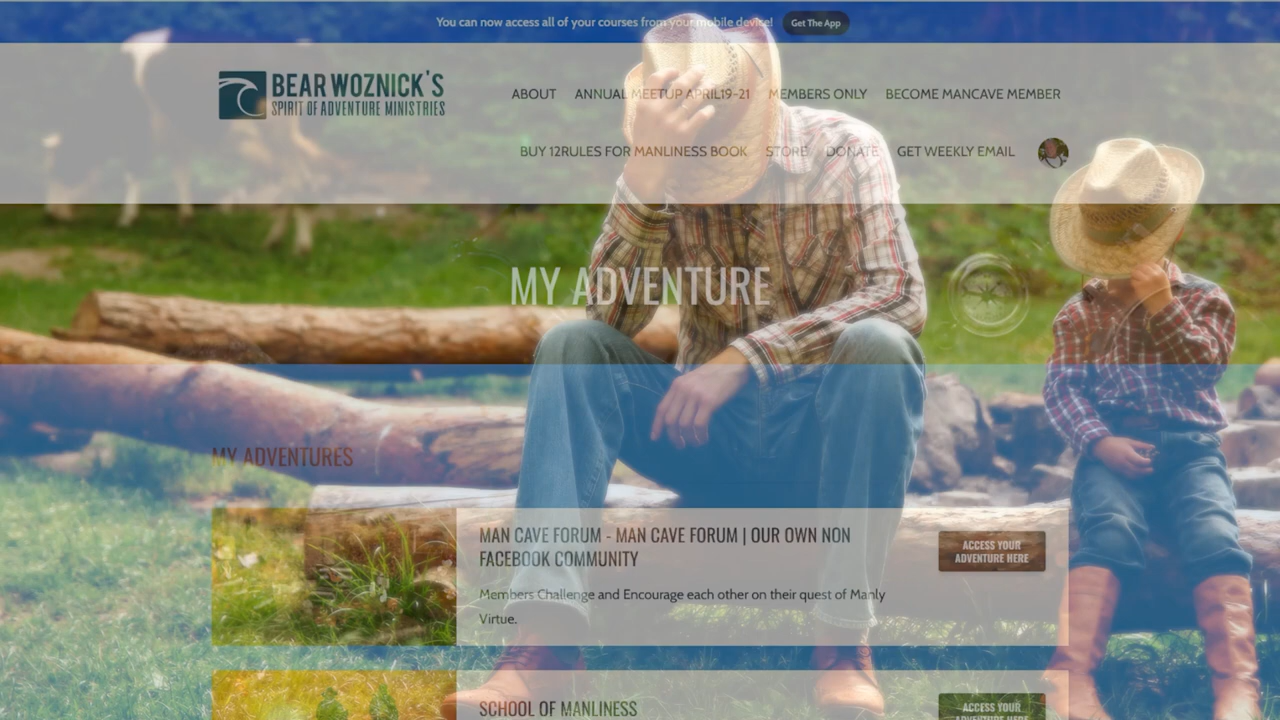 You can now access all of your courses from your mobile device! Get The App
BEAR WOZNICK'S
SPIRIT OF ADVENTURE MINISTRIES
ABOUT ANNUAL MEETUP APRIL19-21 MEMBERS ONLY BECOME MANCAVE MEMBER
BUY 12RULES FOR MANLINESS BOOK STORE DONATE GET WEEKLY EMAIL
MY ADVENTURE
MY ADVENTURES
MAN CAVE FORUM - MAN CAVE FORUM | OUR OWN NON
FACEBOOK COMMUNITY
ACCESS YOUR
ADVENTURE HERE
Members Challenge and Encourage each other on their quest of Manly
Virtue.
SCHOOL OF MANLINESS
ACCESS YOUR
ADVENTURE HERE